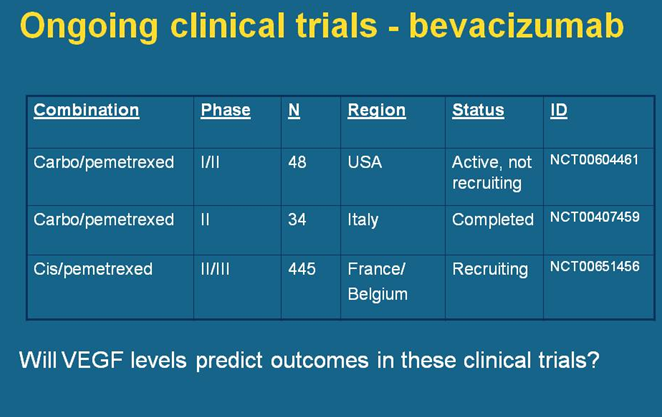 Ongoing clinical trials - bevacizumab
Combination Phase N Region Status ID
Carbo/pemetrexed I/II 48 USA Active, not recruiting NCT00604461
Carbo/pemetrexed II 34 Italy Completed NCT00407459
Cis/pemetrexed II/III 445 France/ Belgium Recruiting NCT00651456
Will VEGF levels predict outcomes in these clinical trials?